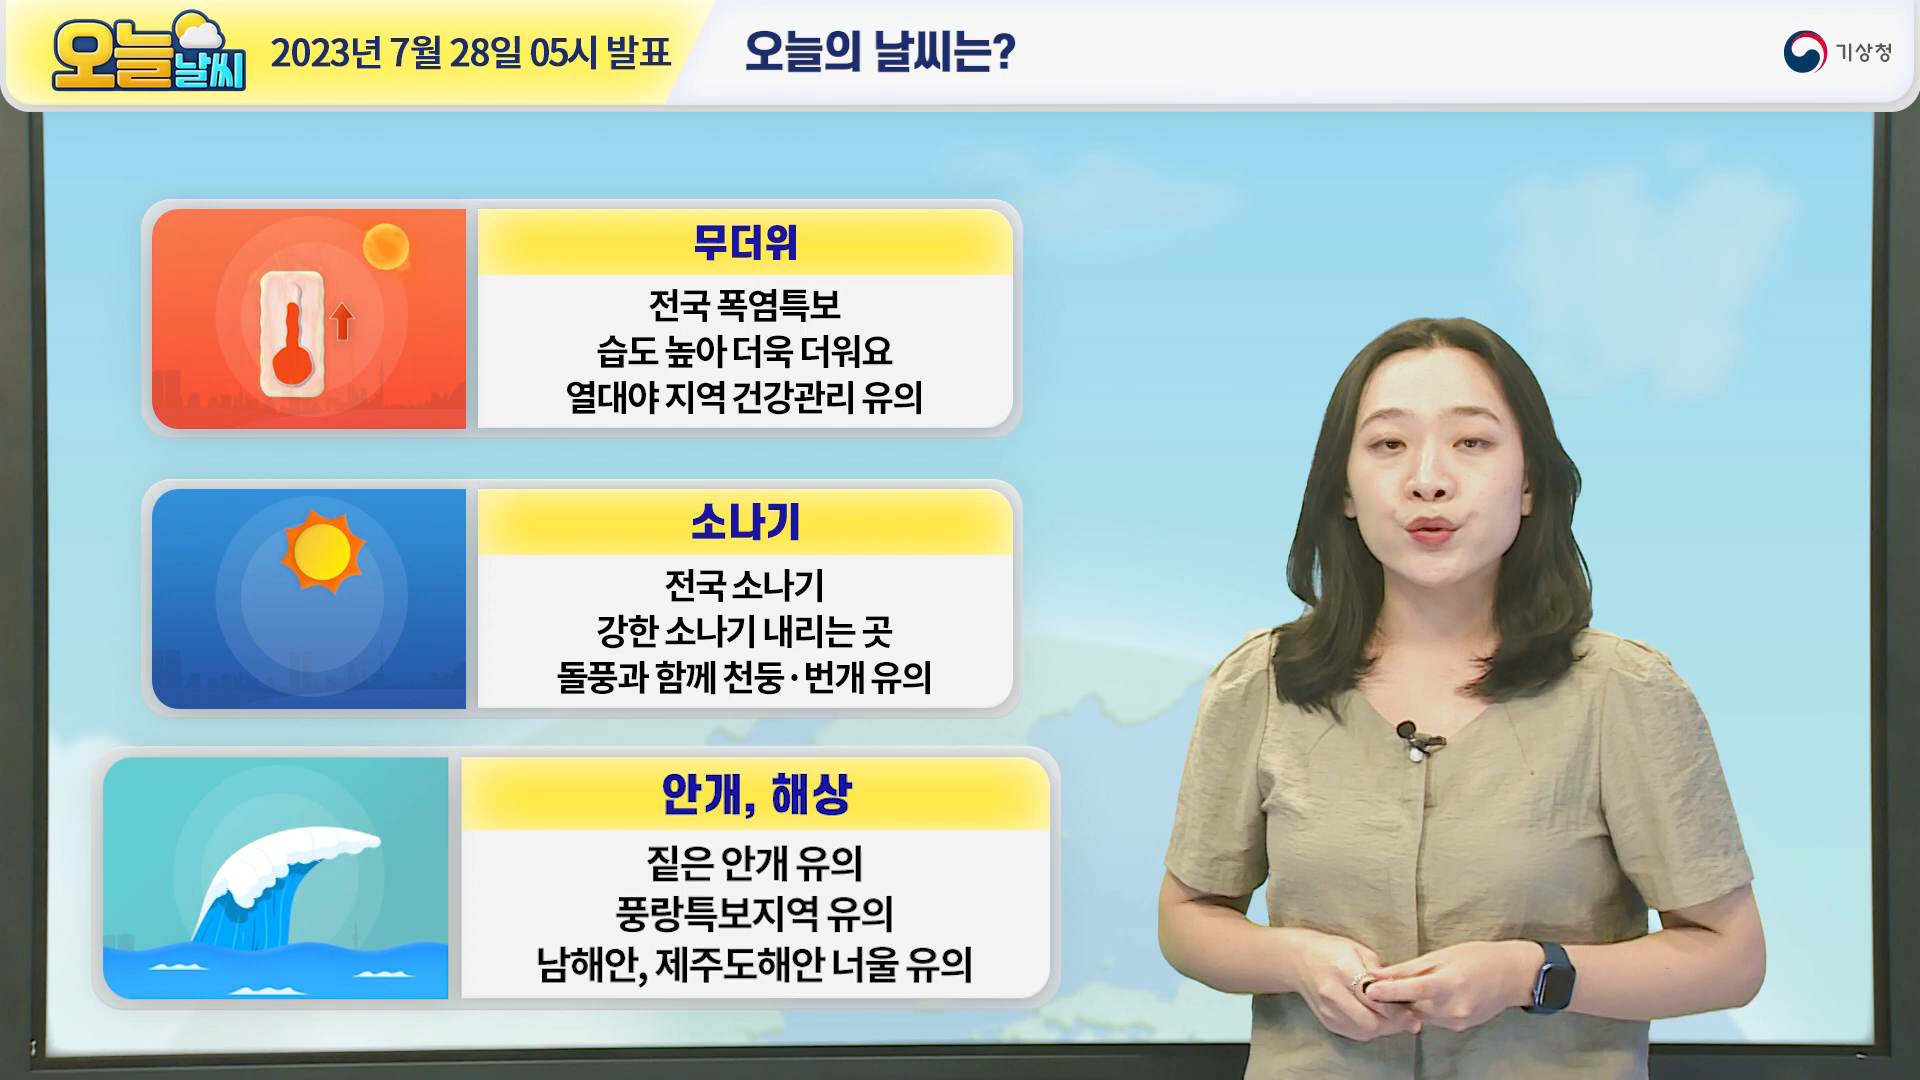 오늘날씨
2023년 7월 28일 05시 발표
오늘의 날씨는?
기상청
무더위
전국 폭염특보
습도 높아 더욱 더워요
열대야 지역 건강관리 유의
소나기
전국 소나기
강한 소나기 내리는 곳
돌풍과 함께 천둥·번개 유의
안개, 해상
짙은 안개 유의
풍랑특보지역 유의
남해안, 제주도해안 너울 유의